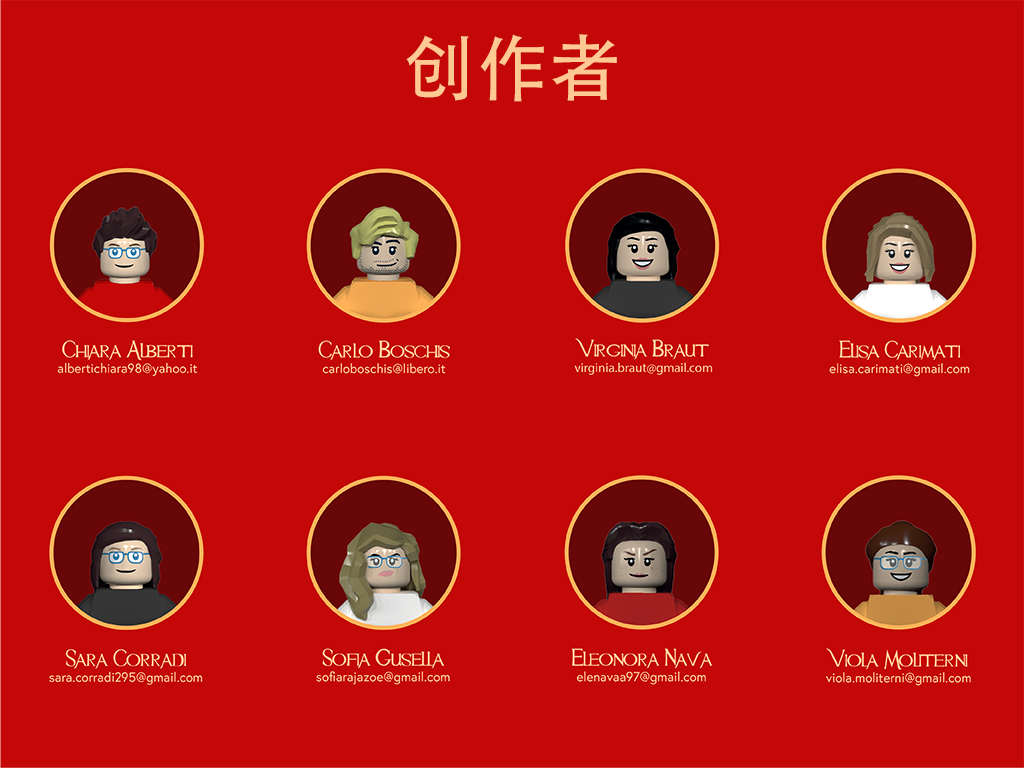 创作者
Chiara Alberti
albertichiara98@yahoo.it
Carlo Boschis
carloboschis@libero.it
Virginia Braut
virginia.braut@gmail.com
Elisa Carimati
elisa.carimati@gmail.com
Sara Corradi
sara.corradi295@gmail.com
Sofia Gusella
sofiarajazoe@gmail.com
Eleonora Nava
elenavaa97@gmail.com
Viola Moliterni
viola.moliterni@gmail.com